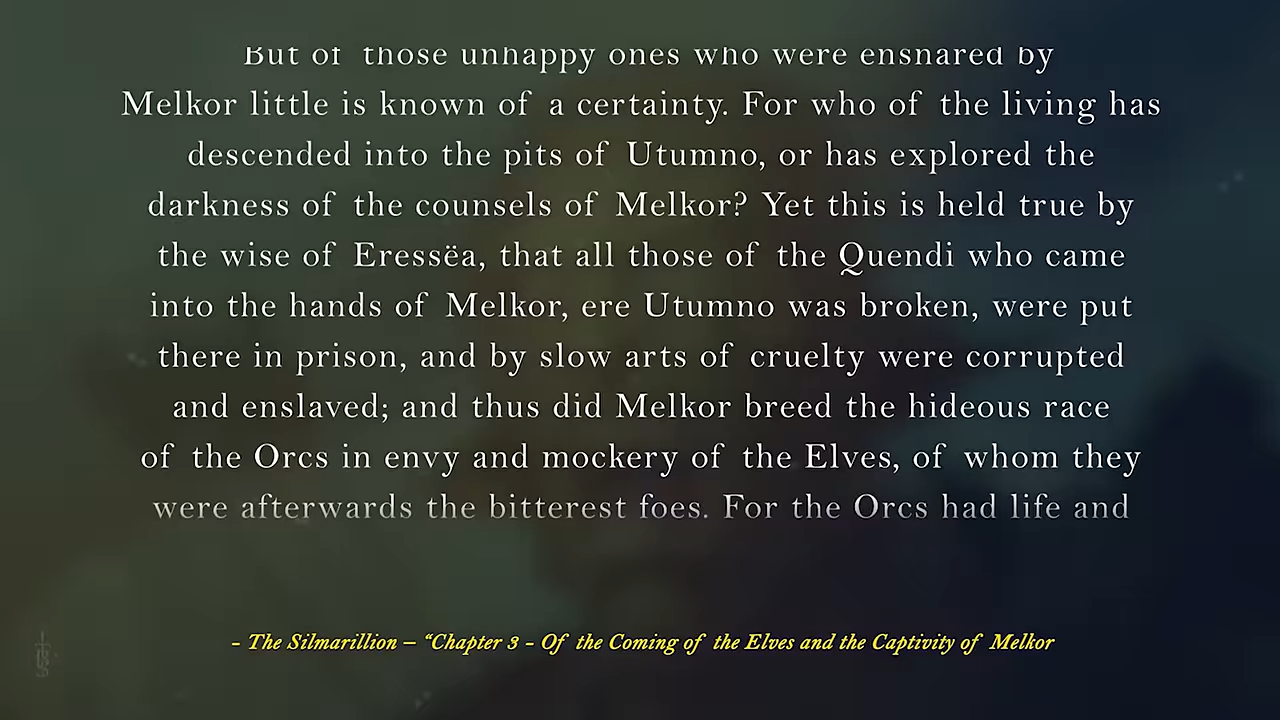 But of those unhappy ones who were ensnared by
Melkor little is known of a certainty. For who of the living has
descended into the pits of Utumno, or has explored the
darkness of the counsels of Melkor? Yet this is held true by
the wise of Eressëa, that all those of the Quendi who came
into the hands of Melkor, ere Utumno was broken, were put
there in prison, and by slow arts of cruelty were corrupted
and enslaved; and thus did Melkor breed the hideous race
of the Orcs in envy and mockery of the Elves, of whom they
were afterwards the bitterest foes. For the Orcs had life and
– The Silmarillion – “Chapter 3 – Of the Coming of the Elves and the Captivity of Melkor